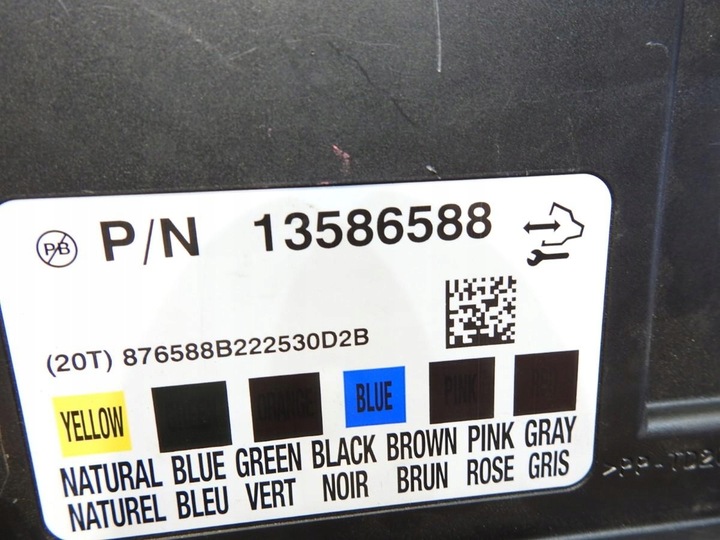 PB P/N 13586588
(20T) 876588B222530D2B
YELLOW ORANGE BLUE PINK
NATURAL BLUE GREEN BLACK BROWN PINK GRAY
NATUREL BLEU VERT NOIR BRUN ROSE GRIS